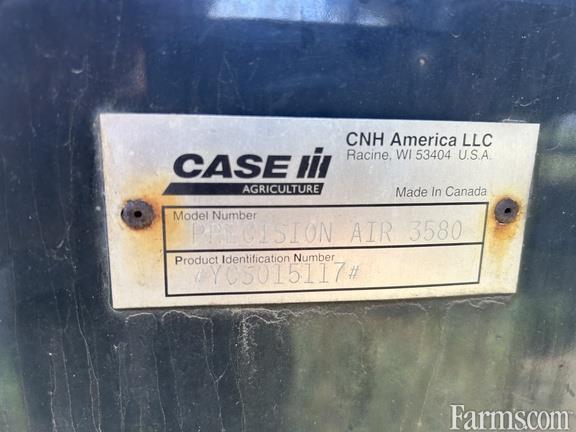 CNH America LLC
Racine, WI 53404 U.S.A.
CASE IH
AGRICULTURE
Made In Canada
Model Number
PRECISION AIR 3580
Product Identification Number
#YCS015117#
Farms.com